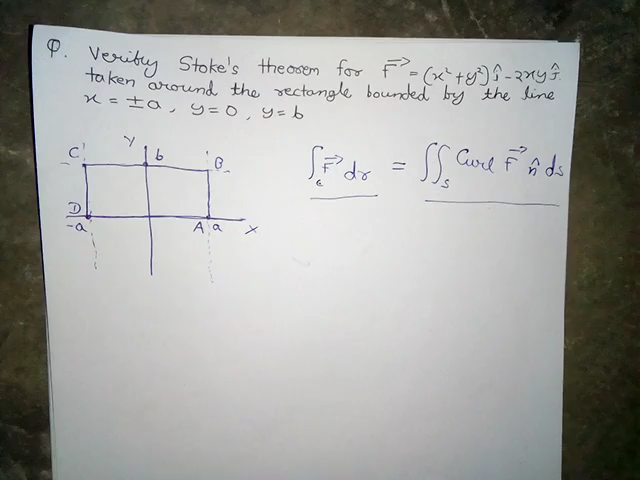 Q. Verify Stoke's theorem for F⃗ = (x² + y²) î - 2xy ĵ
taken around the rectangle bounded by the line
x = ± a, y = 0, y = b
Y
C b B
∫c F⃗ dr = ∬s Curl F⃗ n̂ ds
D
-a A a X